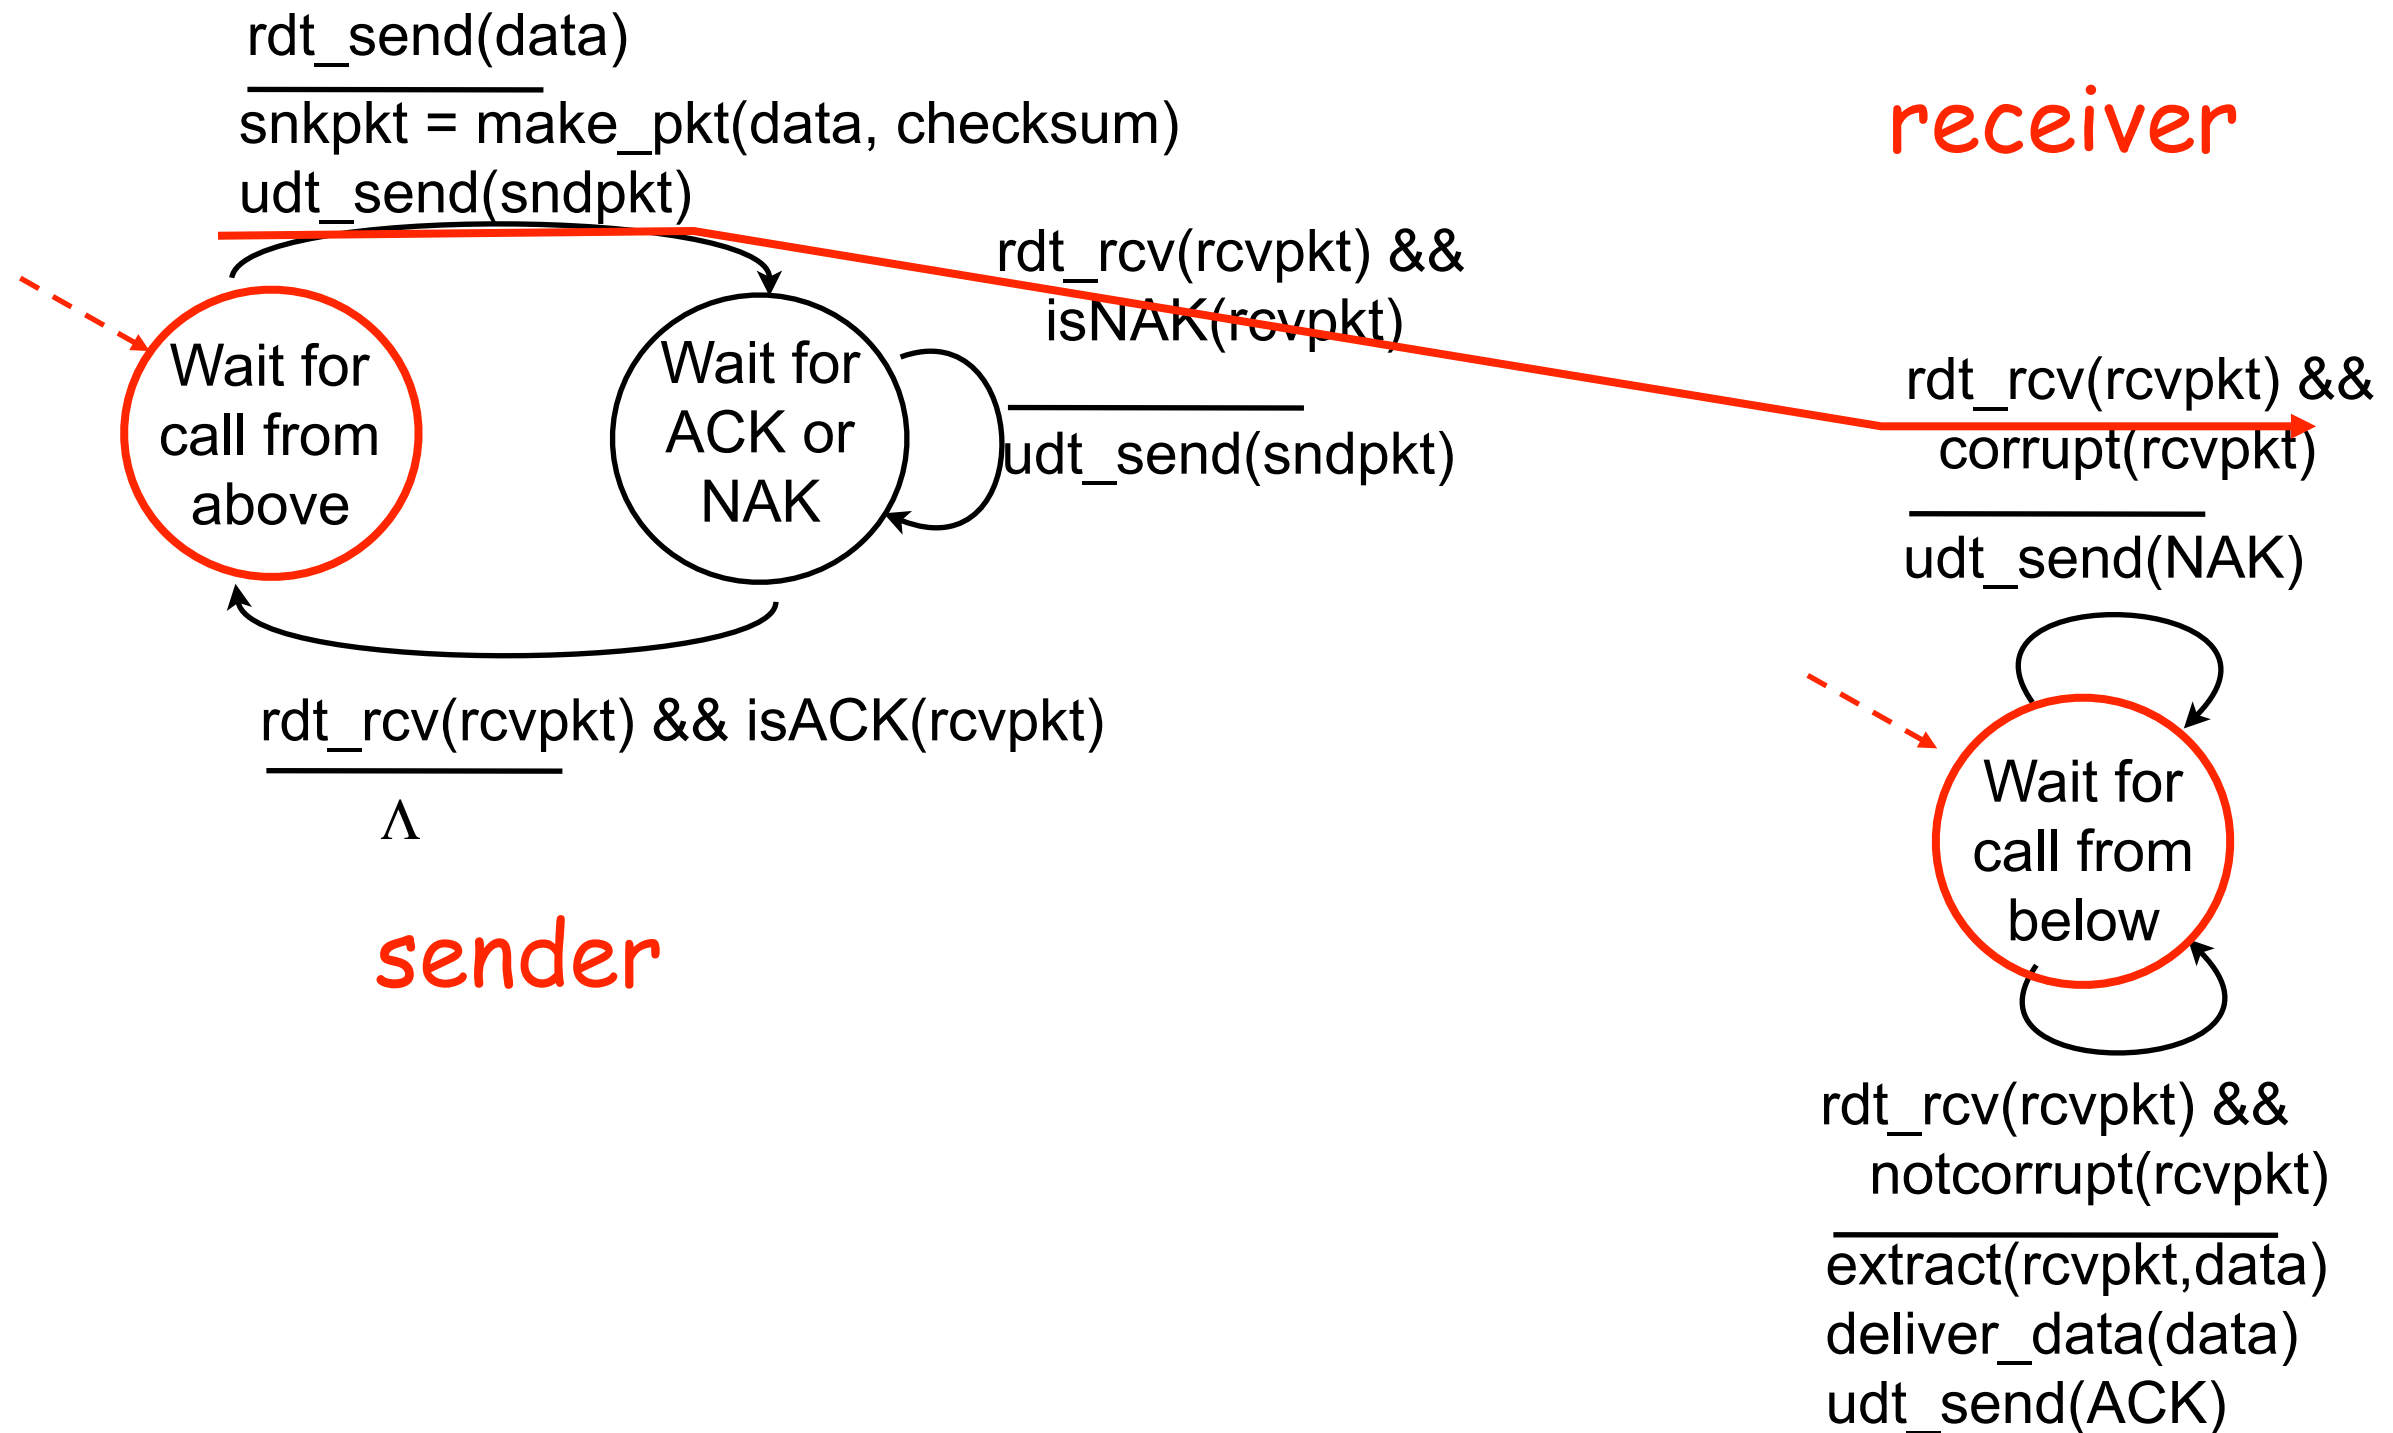 rdt_send(data)
snkpkt = make_pkt(data, checksum)
udt_send(sndpkt)
receiver
rdt_rcv(rcvpkt) &&
isNAK(rcvpkt)
udt_send(sndpkt)
Wait for
call from
above
Wait for
ACK or
NAK
rdt_rcv(rcvpkt) && isACK(rcvpkt)
Λ
sender
rdt_rcv(rcvpkt) &&
corrupt(rcvpkt)
udt_send(NAK)
Wait for
call from
below
rdt_rcv(rcvpkt) &&
notcorrupt(rcvpkt)
extract(rcvpkt,data)
deliver_data(data)
udt_send(ACK)